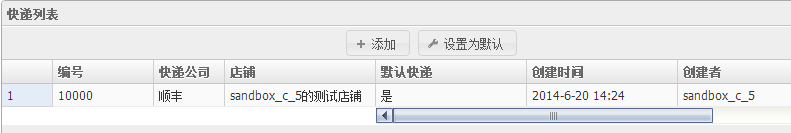 快递列表
添加 设置为默认
编号 快递公司 店铺 默认快递 创建时间 创建者
1 10000 顺丰 sandbox_c_5的测试店铺 是 2014-6-20 14:24 sandbox_c_5